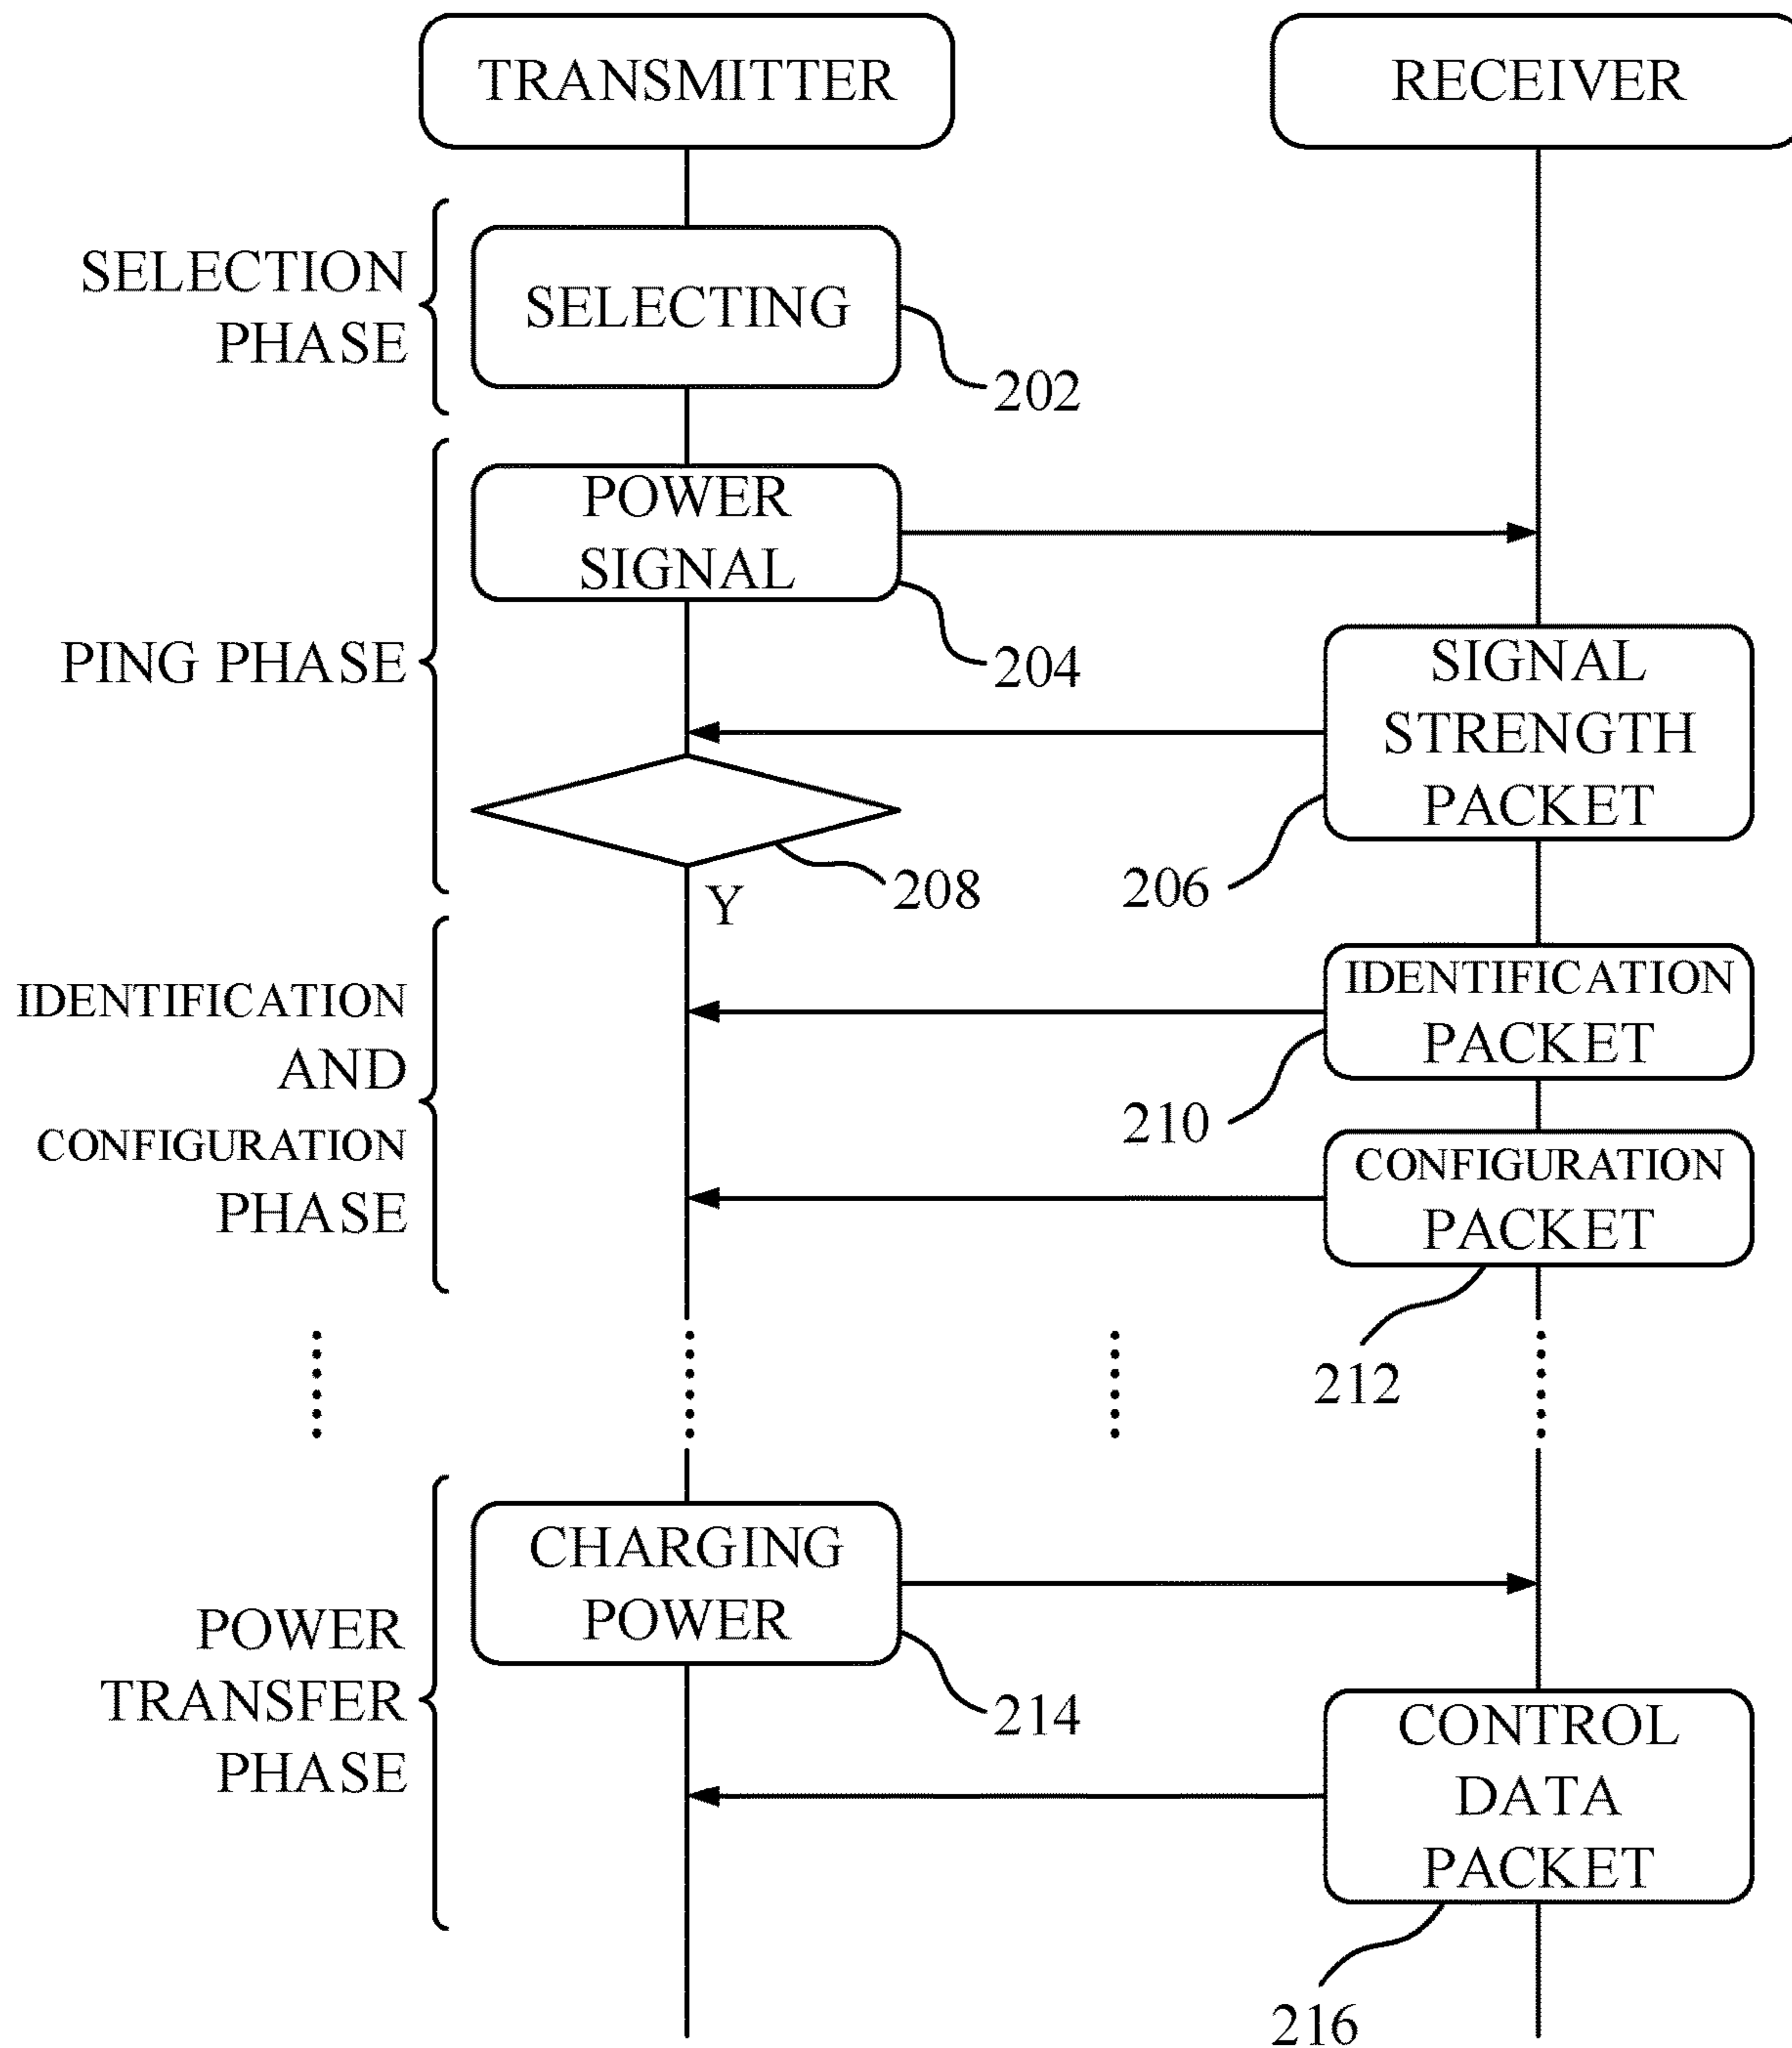 TRANSMITTER
RECEIVER
SELECTION
PHASE
SELECTING
202
POWER
SIGNAL
204
PING PHASE
SIGNAL
STRENGTH
PACKET
206
208
Y
IDENTIFICATION
AND
CONFIGURATION
PHASE
IDENTIFICATION
PACKET
210
CONFIGURATION
PACKET
212
POWER
TRANSFER
PHASE
CHARGING
POWER
214
CONTROL
DATA
PACKET
216